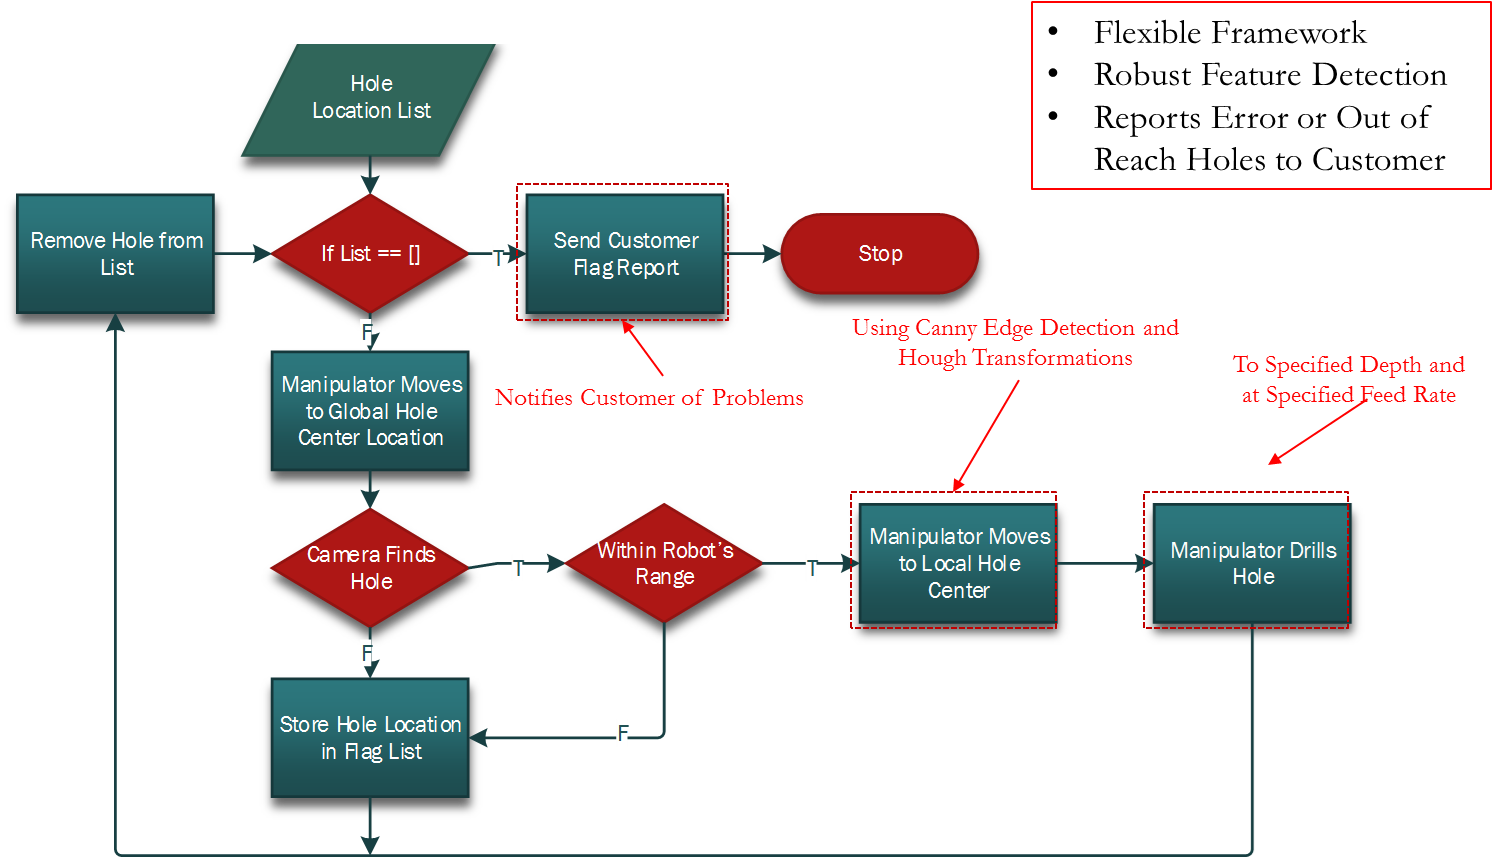 • Flexible Framework
• Robust Feature Detection
• Reports Error or Out of
Reach Holes to Customer
Hole
Location List
Remove Hole from
List
If List == []
T
Send Customer
Flag Report
Stop
F
Notifies Customer of Problems
Using Canny Edge Detection and
Hough Transformations
To Specified Depth and
at Specified Feed Rate
Manipulator Moves
to Global Hole
Center Location
Camera Finds
Hole
T
Within Robot's
Range
T
Manipulator Moves
to Local Hole
Center
Manipulator Drills
Hole
F
Store Hole Location
in Flag List
F